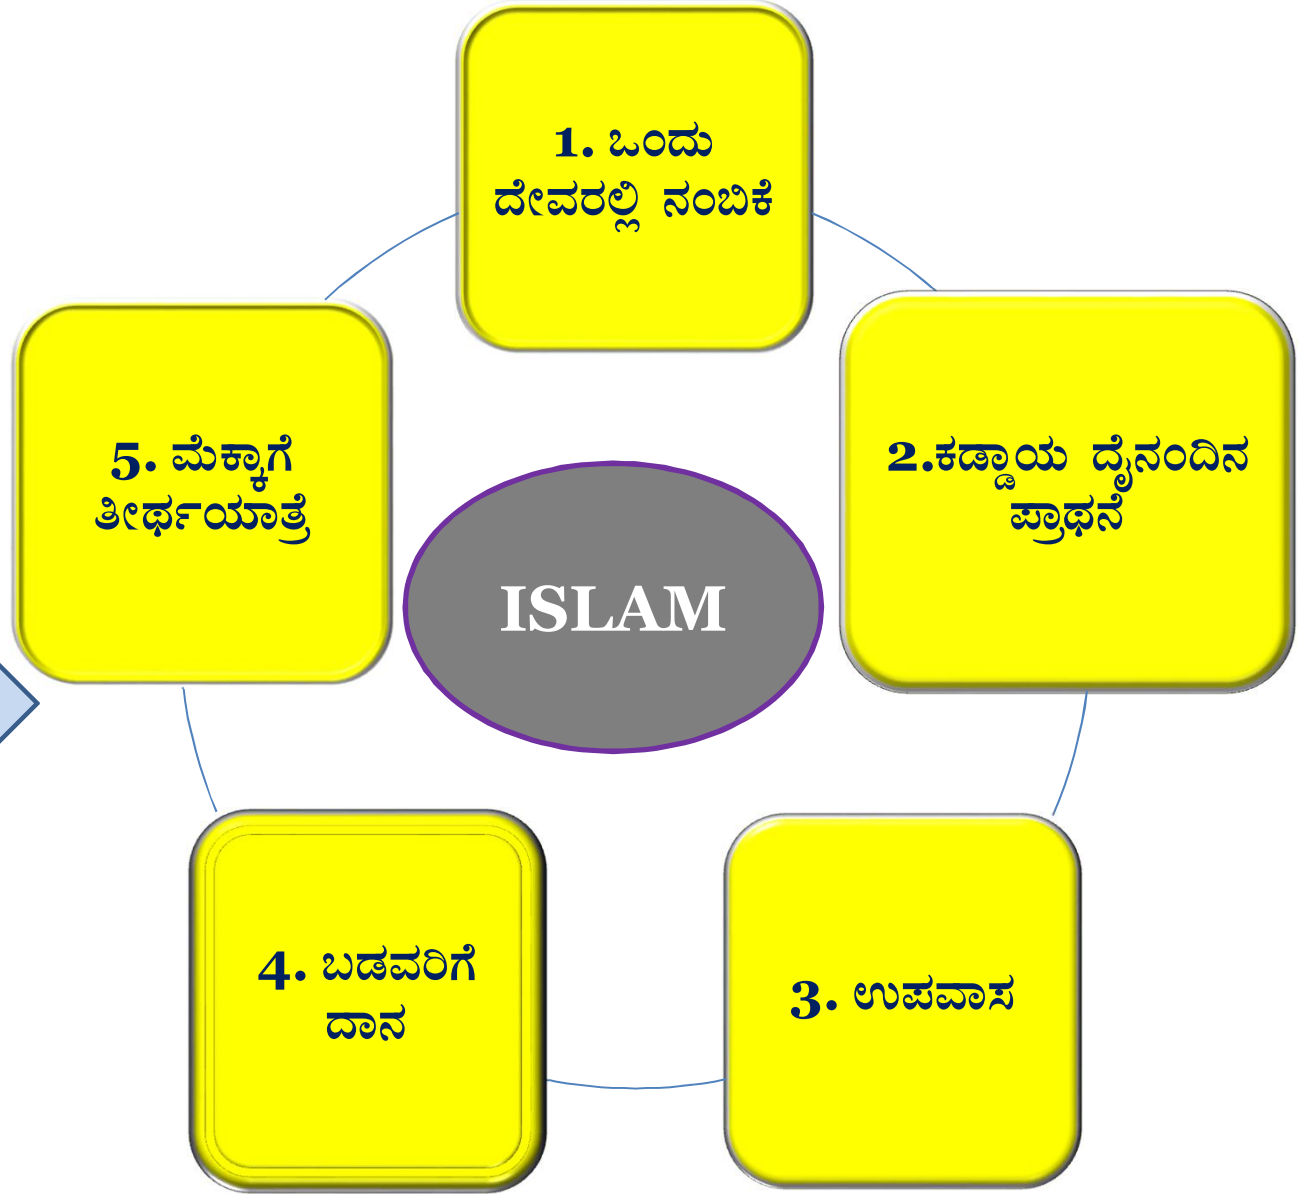 1. ಒಂದು
ದೇವರಲ್ಲಿ ನಂಬಿಕೆ
2.ಕಡ್ಡಾಯ ದೈನಂದಿನ
ಪ್ರಾಥನೆ
3. ಉಪವಾಸ
4. ಬಡವರಿಗೆ
ದಾನ
5. ಮೆಕ್ಕಾಗೆ
ತೀರ್ಥಯಾತ್ರೆ
ISLAM